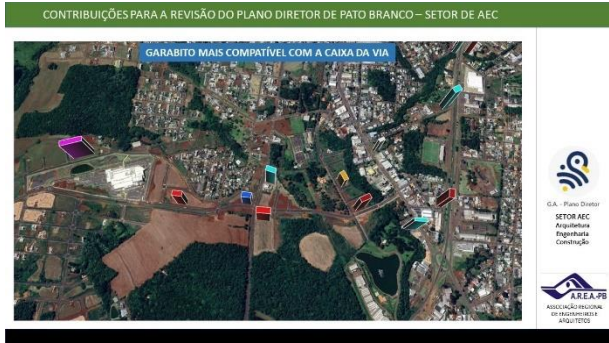 CONTRIBUIÇÕES PARA A REVISÃO DO PLANO DIRETOR DE PATO BRANCO – SETOR DE AEC
GARABITO MAIS COMPATÍVEL COM A CAIXA DA VIA
G.A. - Plano Diretor
SETOR AEC
Arquitetura
Engenharia
Construção
A.R.E.A.-PB
ASSOCIAÇÃO REGIONAL
DE ENGENHEIROS E
ARQUITETOS